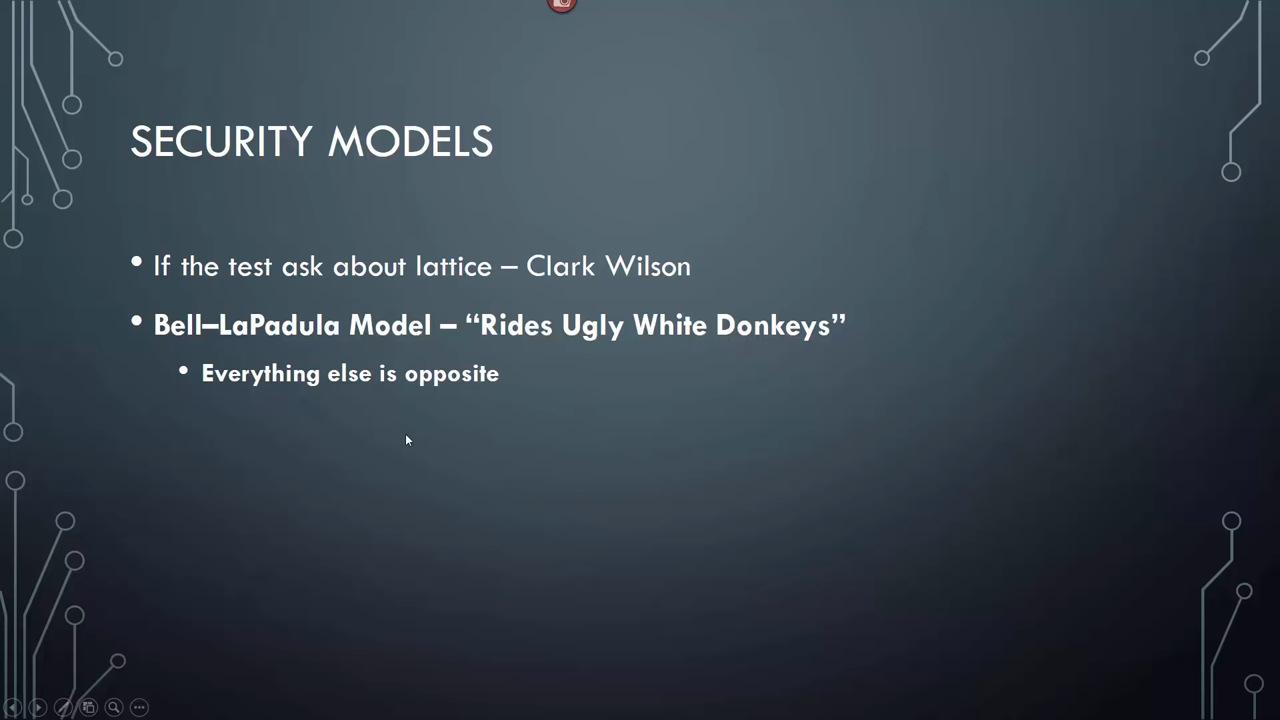 SECURITY MODELS
• If the test ask about lattice – Clark Wilson
• Bell–LaPadula Model – “Rides Ugly White Donkeys”
• Everything else is opposite